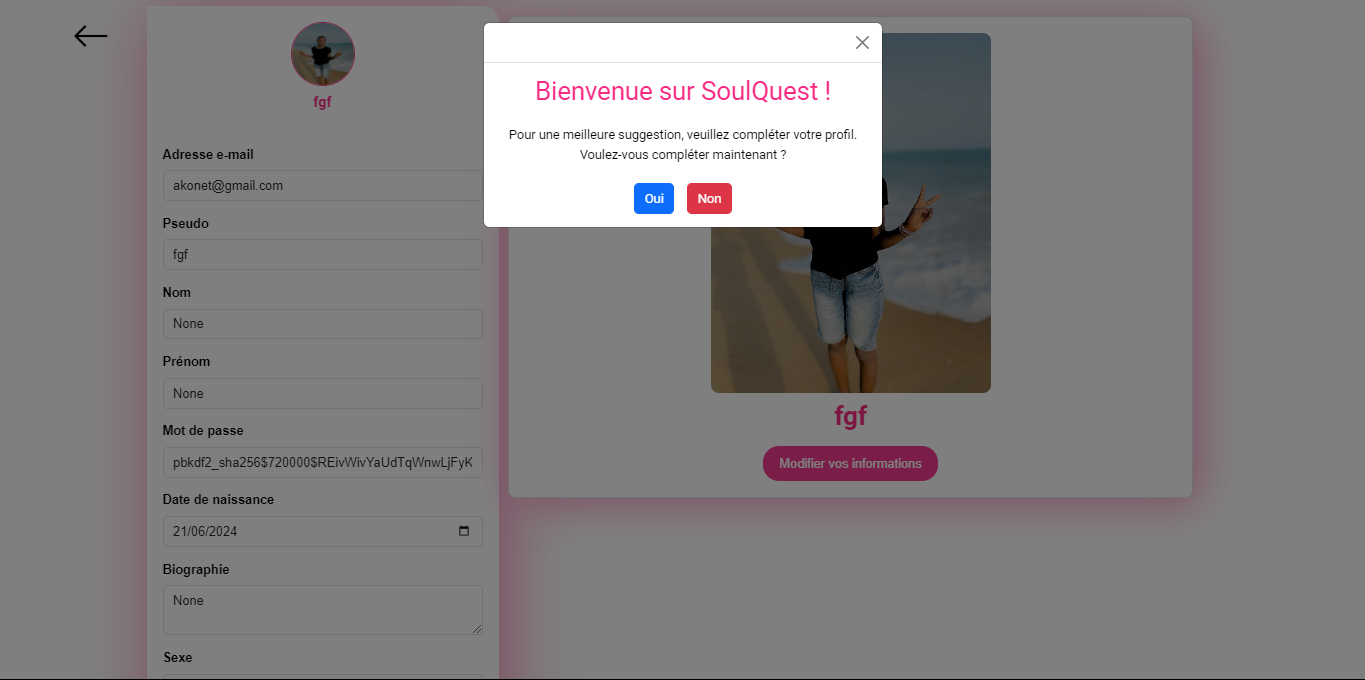 fgf
Adresse e-mail
akonet@gmail.com
Pseudo
fgf
Nom
None
Prénom
None
Mot de passe
pbkdf2_sha256$720000$REivWivYaUdTqWnwLjFyK
Date de naissance
21/06/2024
Biographie
None
Sexe
Bienvenue sur SoulQuest !
Pour une meilleure suggestion, veuillez compléter votre profil.
Voulez-vous compléter maintenant ?
Oui Non
fgf
Modifier vos informations